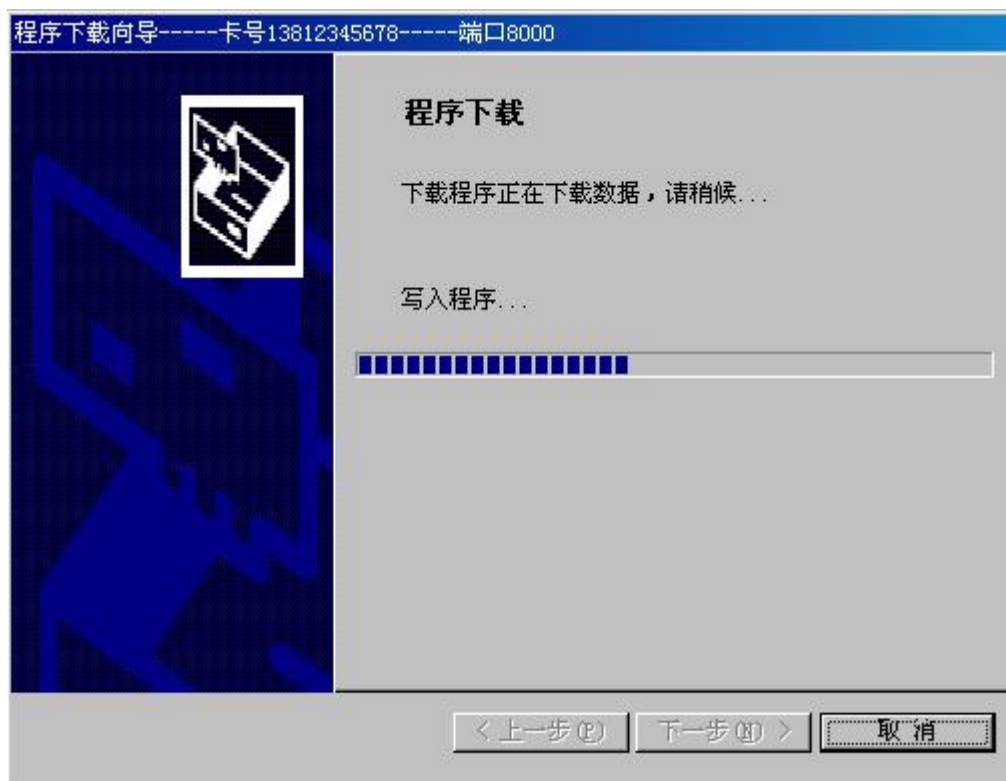 程序下载向导-----卡号13812345678-----端口8000
程序下载
下载程序正在下载数据，请稍候...
写入程序...
< 上一步(P)
下一步(N) >
取消